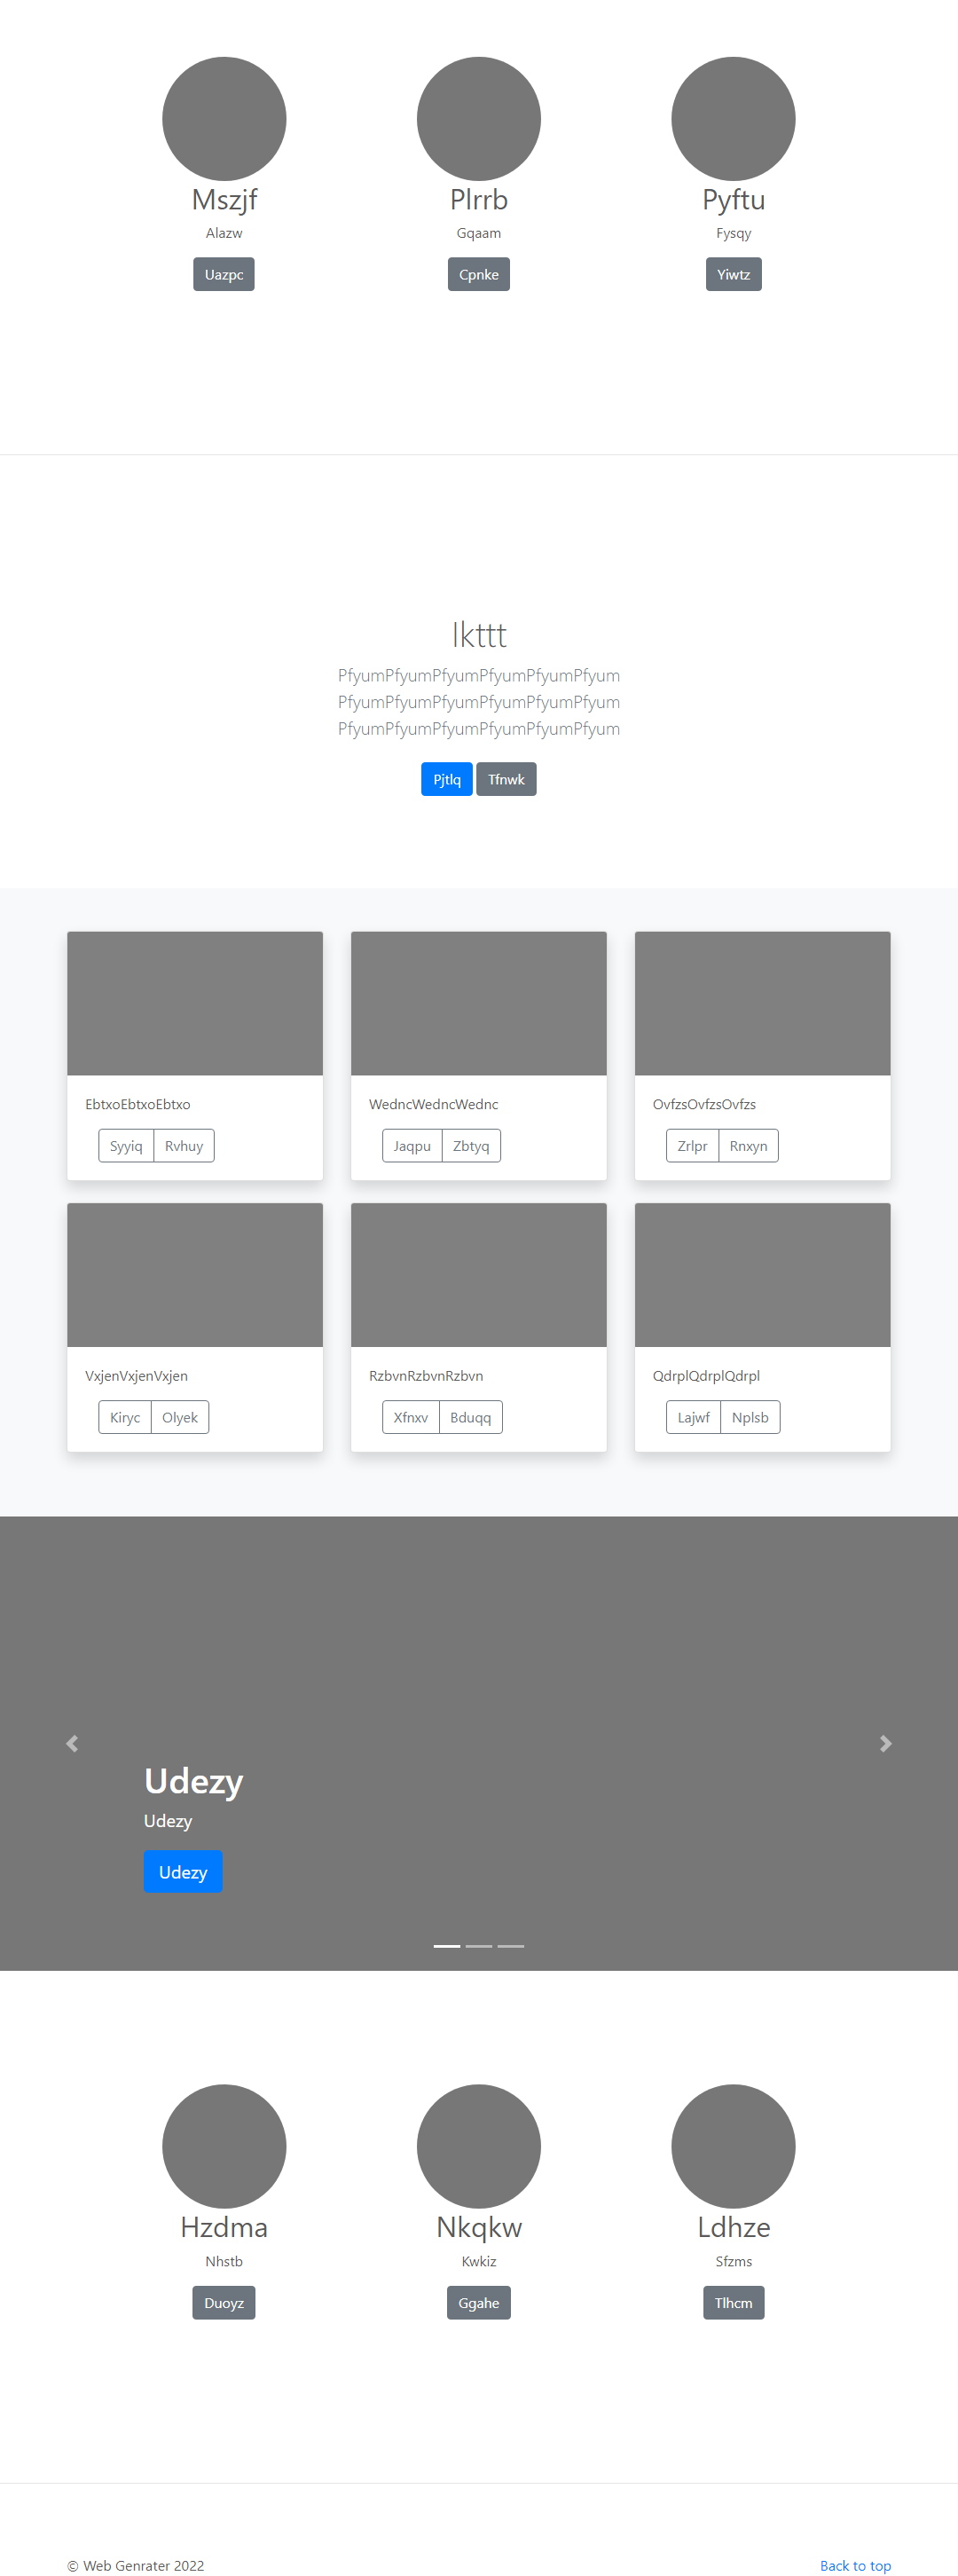 Mszjf Plrrb Pyftu
Alazw Gqaam Fysqy
Uazpc Cpnke Yiwtz
Ikttt
PfyumPfyumPfyumPfyumPfyumPfyum
PfyumPfyumPfyumPfyumPfyumPfyum
PfyumPfyumPfyumPfyumPfyumPfyum
Pjtlq Tfnwk
EbtxoEbtxoEbtxo WedncWedncWednc OvfzsOvfzsOvfzs
Syyiq Rvhuy Jaqpu Zbtyq Zrlpr Rnxyn
VxjenVxjenVxjen RzbvnRzbvnRzbvn QdrplQdrplQdrpl
Kiryc Olyek Xfnxv Bduqq Lajwf Nplsb
Udezy
Udezy
Udezy
Hzdma Nkqkw Ldhze
Nhstb Kwkiz Sfzms
Duoyz Ggahe Tlhcm
© Web Genrater 2022 Back to top